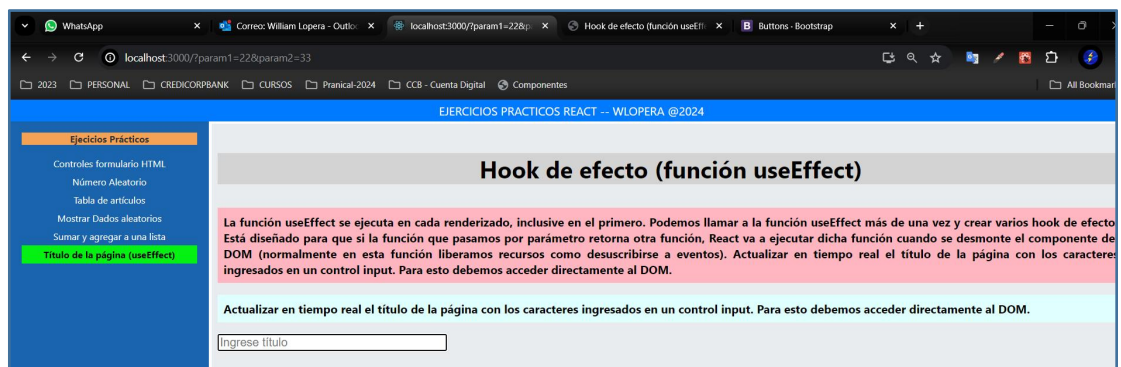 WhatsApp
Correo: William Lopera - Outloo
localhost:3000/?param1=22&p
Hook de efecto (función useEffe
B Buttons · Bootstrap
localhost:3000/?param1=22&param2=33
2023 PERSONAL CREDICORPBANK CURSOS Pranical-2024 CCB - Cuenta Digital Componentes All Bookmar
EJERCICIOS PRACTICOS REACT -- WLOPERA @2024
Ejecicios Prácticos
Controles formulario HTML
Número Aleatorio
Tabla de artículos
Mostrar Dados aleatorios
Sumar y agregar a una lista
Título de la página (useEffect)
Hook de efecto (función useEffect)
La función useEffect se ejecuta en cada renderizado, inclusive en el primero. Podemos llamar a la función useEffect más de una vez y crear varios hook de efecto
Está diseñado para que si la función que pasamos por parámetro retorna otra función, React va a ejecutar dicha función cuando se desmonte el componente de
DOM (normalmente en esta función liberamos recursos como desuscribirse a eventos). Actualizar en tiempo real el título de la página con los caracteres
ingresados en un control input. Para esto debemos acceder directamente al DOM.
Actualizar en tiempo real el título de la página con los caracteres ingresados en un control input. Para esto debemos acceder directamente al DOM.
Ingrese título